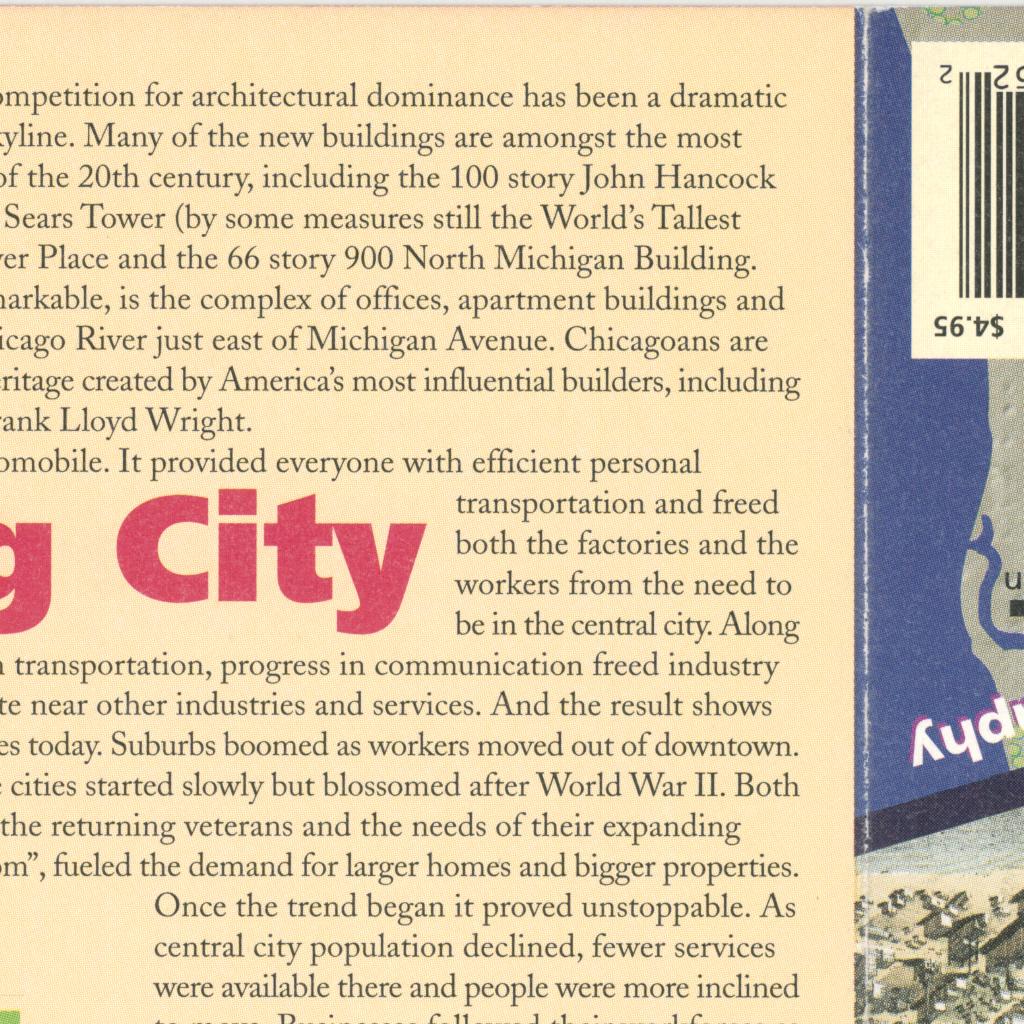 ompetition for architectural dominance has been a dramatic
kyline. Many of the new buildings are amongst the most
of the 20th century, including the 100 story John Hancock
Sears Tower (by some measures still the World's Tallest
ver Place and the 66 story 900 North Michigan Building.
narkable, is the complex of offices, apartment buildings and
icago River just east of Michigan Avenue. Chicagoans are
eritage created by America's most influential builders, including
rank Lloyd Wright.
omobile. It provided everyone with efficient personal
g City
transportation and freed
both the factories and the
workers from the need to
be in the central city. Along
n transportation, progress in communication freed industry
te near other industries and services. And the result shows
es today. Suburbs boomed as workers moved out of downtown.
e cities started slowly but blossomed after World War II. Both
the returning veterans and the needs of their expanding
om", fueled the demand for larger homes and bigger properties.
Once the trend began it proved unstoppable. As
central city population declined, fewer services
were available there and people were more inclined
to move. Businesses followed their workforces or
2
$4.95
aphy